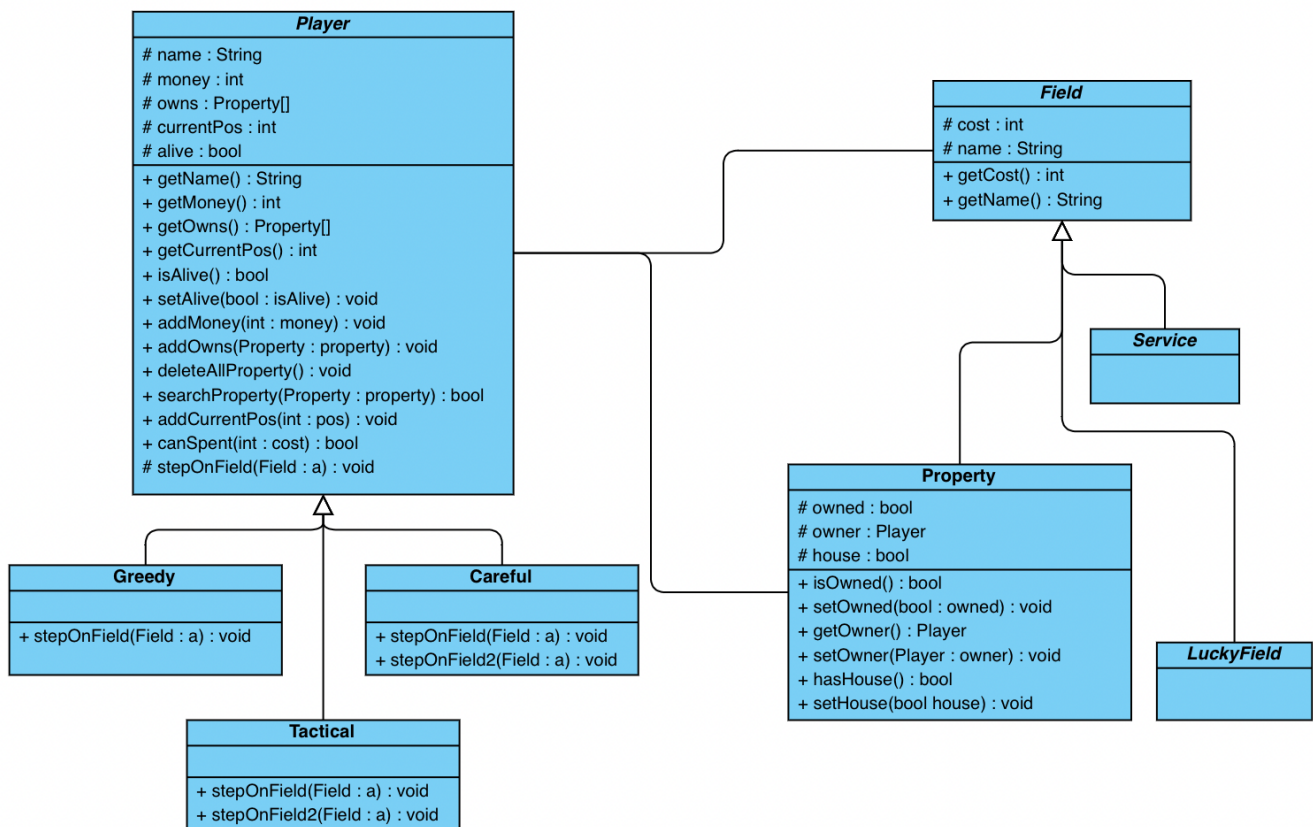 Player
# name : String
# money : int
# owns : Property[]
# currentPos : int
# alive : bool
+ getName() : String
+ getMoney() : int
+ getOwns() : Property[]
+ getCurrentPos() : int
+ isAlive() : bool
+ setAlive(bool : isAlive) : void
+ addMoney(int : money) : void
+ addOwns(Property : property) : void
+ deleteAllProperty() : void
+ searchProperty(Property : property) : bool
+ addCurrentPos(int : pos) : void
+ canSpent(int : cost) : bool
# stepOnField(Field : a) : void
Field
# cost : int
# name : String
+ getCost() : int
+ getName() : String
Service
Property
# owned : bool
# owner : Player
# house : bool
+ isOwned() : bool
+ setOwned(bool : owned) : void
+ getOwner() : Player
+ setOwner(Player : owner) : void
+ hasHouse() : bool
+ setHouse(bool house) : void
LuckyField
Greedy
+ stepOnField(Field : a) : void
Careful
+ stepOnField(Field : a) : void
+ stepOnField2(Field : a) : void
Tactical
+ stepOnField(Field : a) : void
+ stepOnField2(Field : a) : void